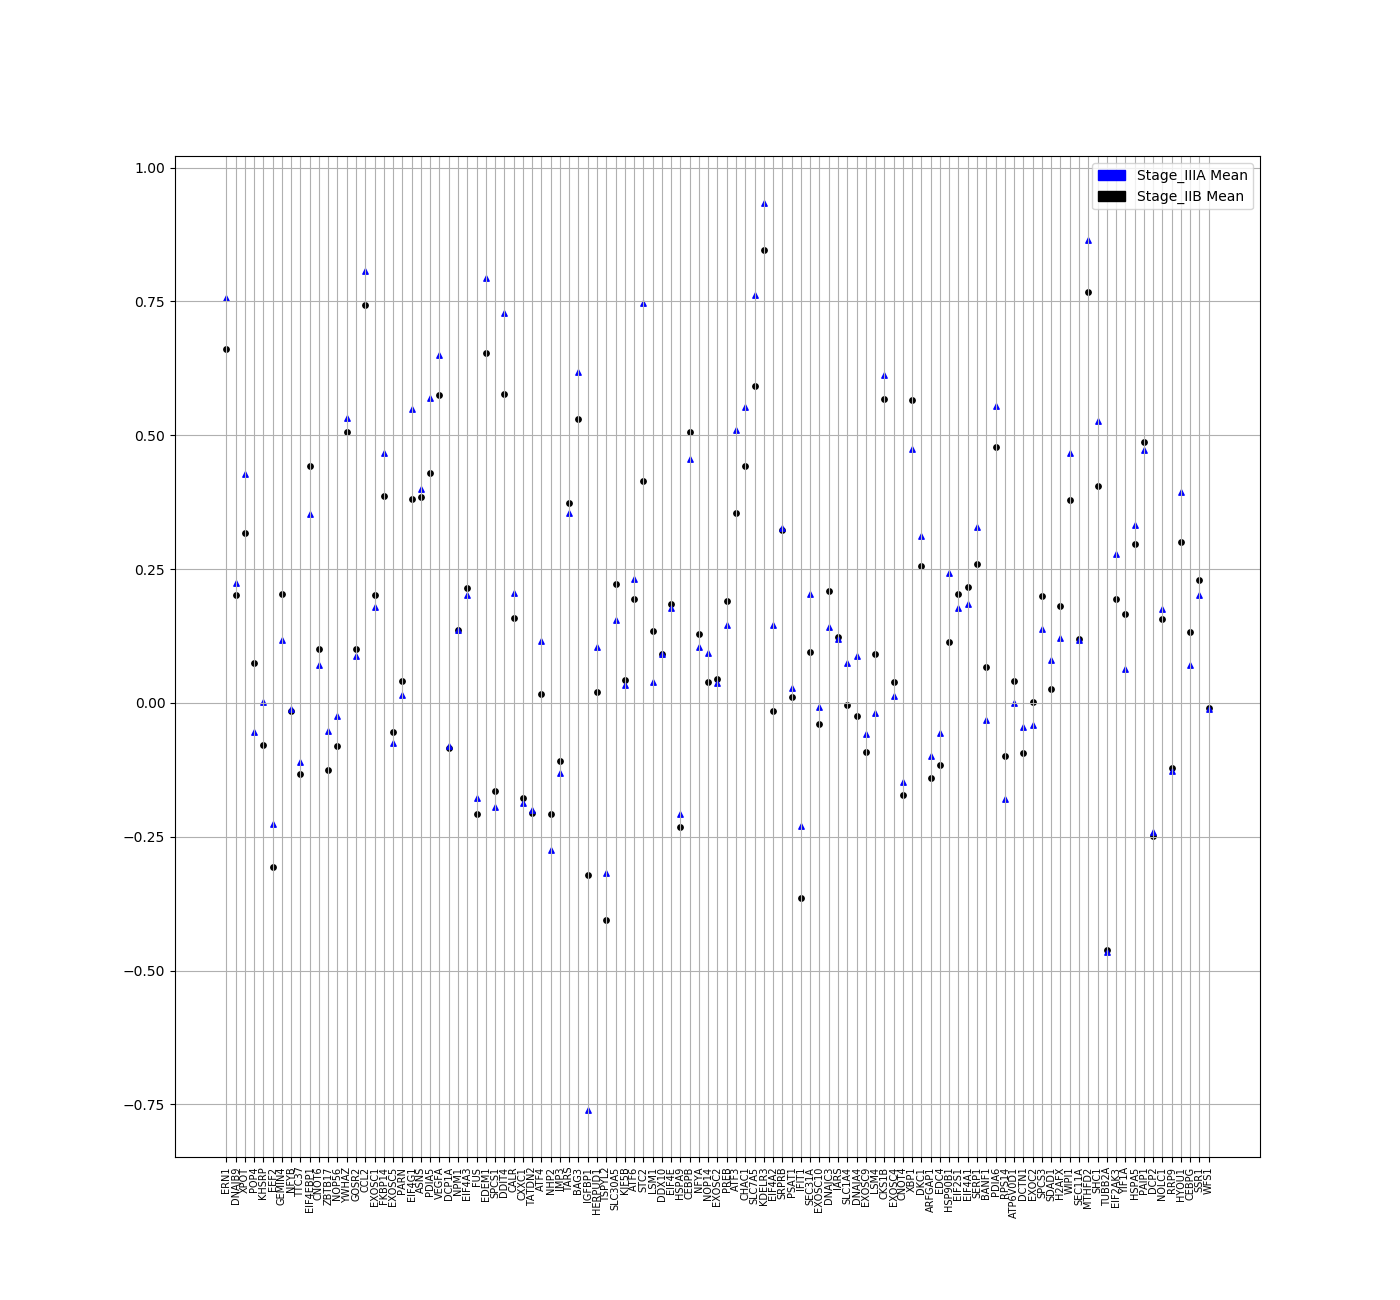 1.00
0.75
0.50
0.25
0.00
−0.25
−0.50
−0.75
Stage_IIIA Mean
Stage_IIB Mean
ERN1
DNAJB9
XPOT
POP4
KHSRP
EEF2
GEMIN4
NFYB
TTC37
EIF4EBP1
CNOT6
ZBTB17
NOP56
YWHAZ
GOSR2
CCL2
EXOSC1
FKBP14
EXOSC5
PARN
EIF4G1
ASNS
PDIA5
VEGFA
DCP1A
NPM1
EIF4A3
FUS
EDEM1
TPCS1
DDIT4
CALR
CXXC1
TATDN2
ATF4
NHP2
IMP3
TARS
BAG3
IGFBP1
HERPUD1
TSPYL2
SLC30A5
KIF5B
ATF6
STC2
LSM1
DDX10
EIF4E
HSPA9
CEBPB
NFYA
NOP14
EXOSC2
PREB
ATF3
CHAC1
SLC7A5
KDELR3
EIF4A2
SRPRB
PSAT1
IFIT1
SEC31A
EXOSC10
DNAJC3
IARS
SLC1A4
DNAJA4
EXOSC9
LSM4
CKS1B
EXOSC4
CNOT4
XBP1
DKC1
ARFGAP1
EDC4
HSP90B1
EIF2S1
EIF4A1
SERP1
BANF1
PDIA6
RPS14
ATP6V0D1
DCTN1
EXOC2
SPCS3
SDAD1
H2AFX
WIPI1
SEC11A
MTHFD2
SHC1
TUBB2A
EIF2AK3
YIF1A
HSPA5
PAIP1
DCP2
NOLC1
RRP9
HYOU1
CEBPG
SSR1
WFS1